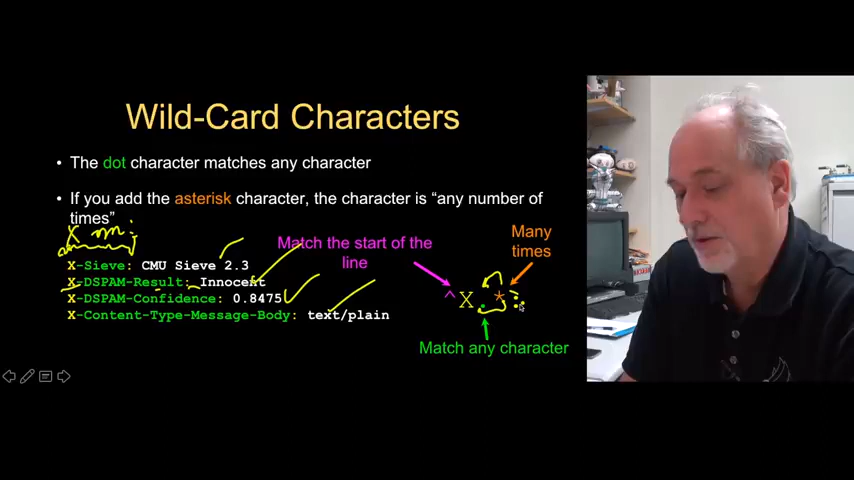 Wild-Card Characters
• The dot character matches any character
• If you add the asterisk character, the character is “any number of
times”
X-Sieve: CMU Sieve 2.3
X-DSPAM-Result: Innocent
X-DSPAM-Confidence: 0.8475
X-Content-Type-Message-Body: text/plain
Match the start of the
line
Many
times
^X.*:
Match any character